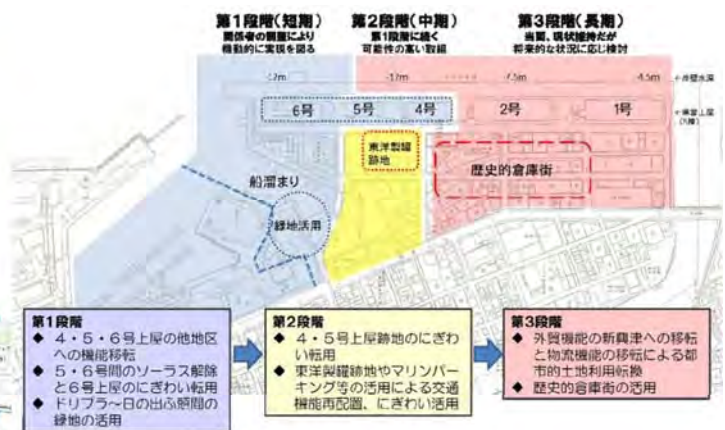 第1段階(短期)
関係者の調整により
機動的に実現を図る
第2段階(中期)
第1段階に続く
可能性の高い取組
第3段階(長期)
当面、現状維持だが
将来的な状況に応じ検討
-12m
-7.5m
-4.5m
6号
5号
4号
2号
1号
東洋製罐
跡地
歴史的倉庫街
船溜まり
緑地活用
第1段階
◆ 4・5・6号上屋の他地区
への機能移転
◆ 5・6号間のソーラス解除
と6号上屋のにぎわい転用
◆ ドリプラ～日の出ふ頭間の
緑地の活用
第2段階
◆ 4・5号上屋跡地のにぎわ
い転用
◆ 東洋製罐跡地やマリンパー
キング等の活用による交通
機能再配置、にぎわい活用
第3段階
◆ 外貿機能の新興津への移転
と物流機能の移転による都
市的土地利用転換
◆ 歴史的倉庫街の活用